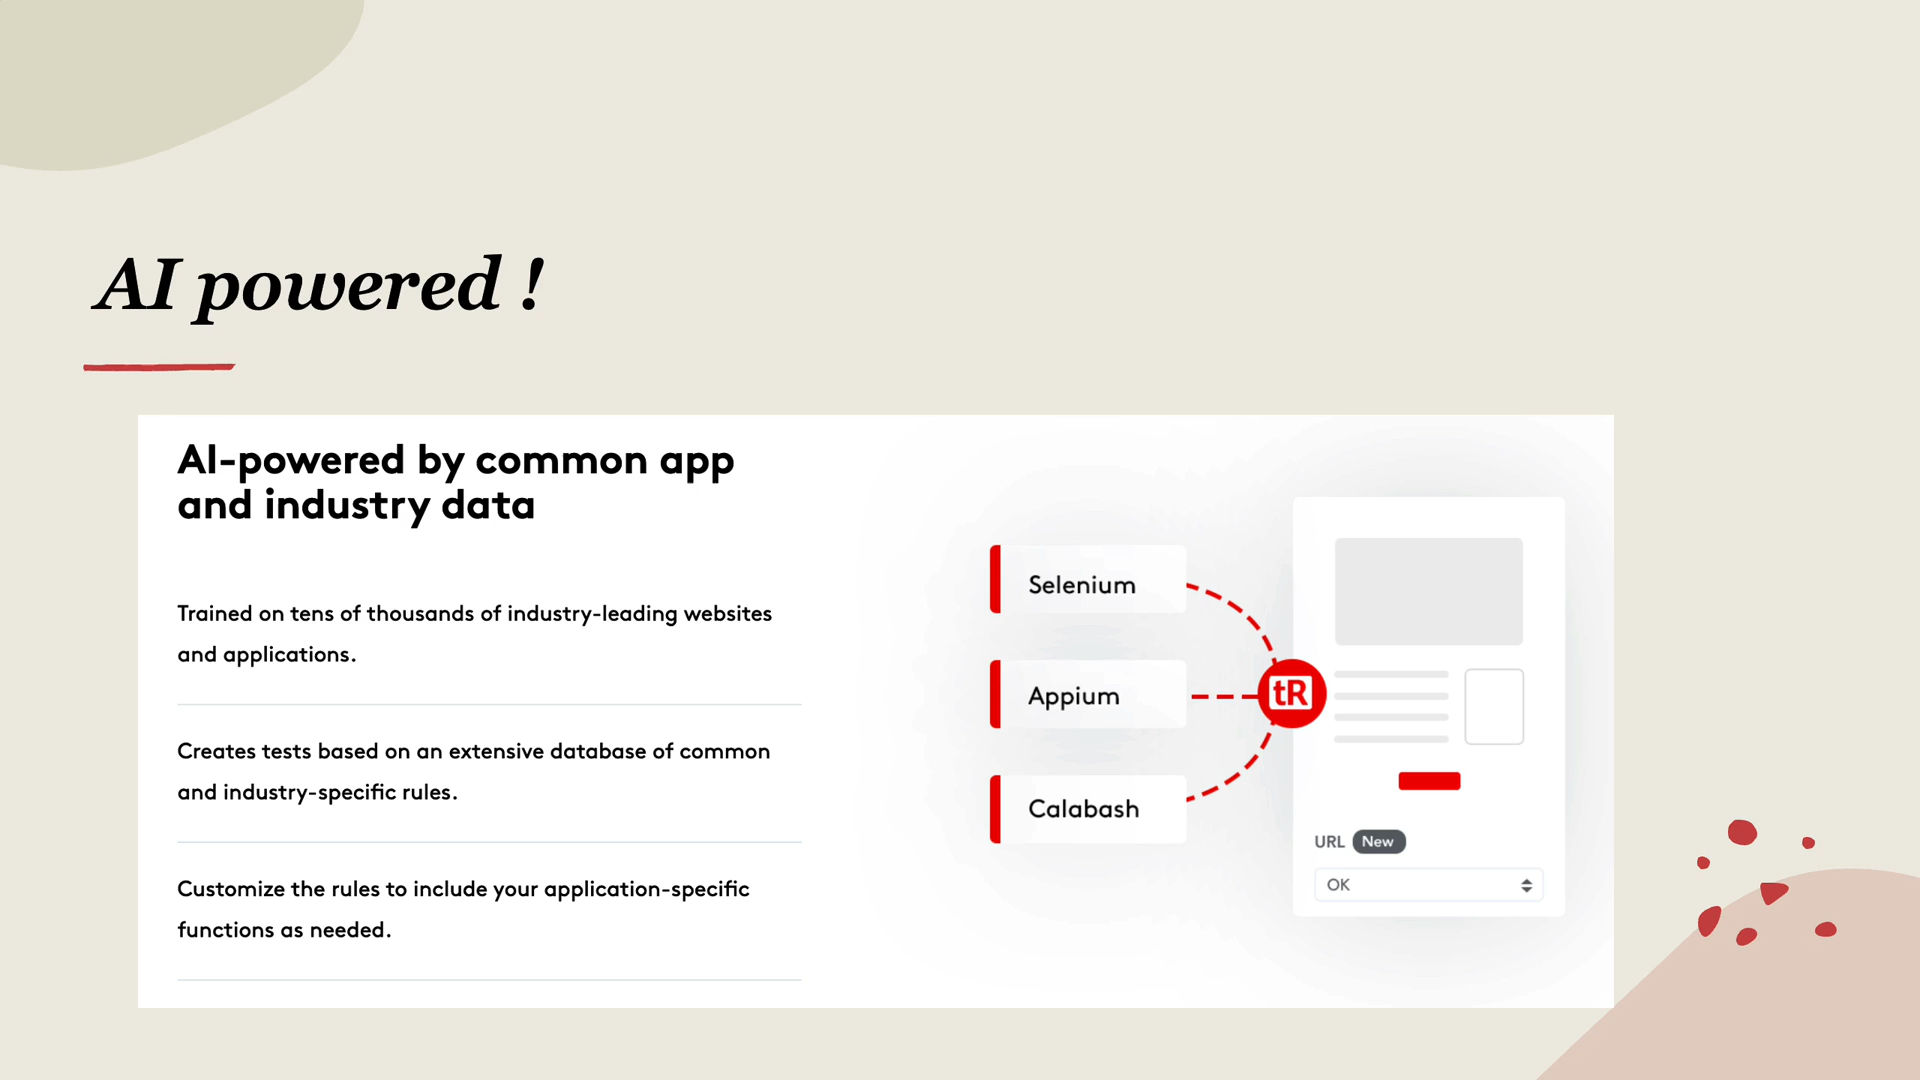 AI powered !
AI-powered by common app
and industry data
Trained on tens of thousands of industry-leading websites
and applications.
Creates tests based on an extensive database of common
and industry-specific rules.
Customize the rules to include your application-specific
functions as needed.
Selenium
Appium
Calabash
tR
URL New
OK